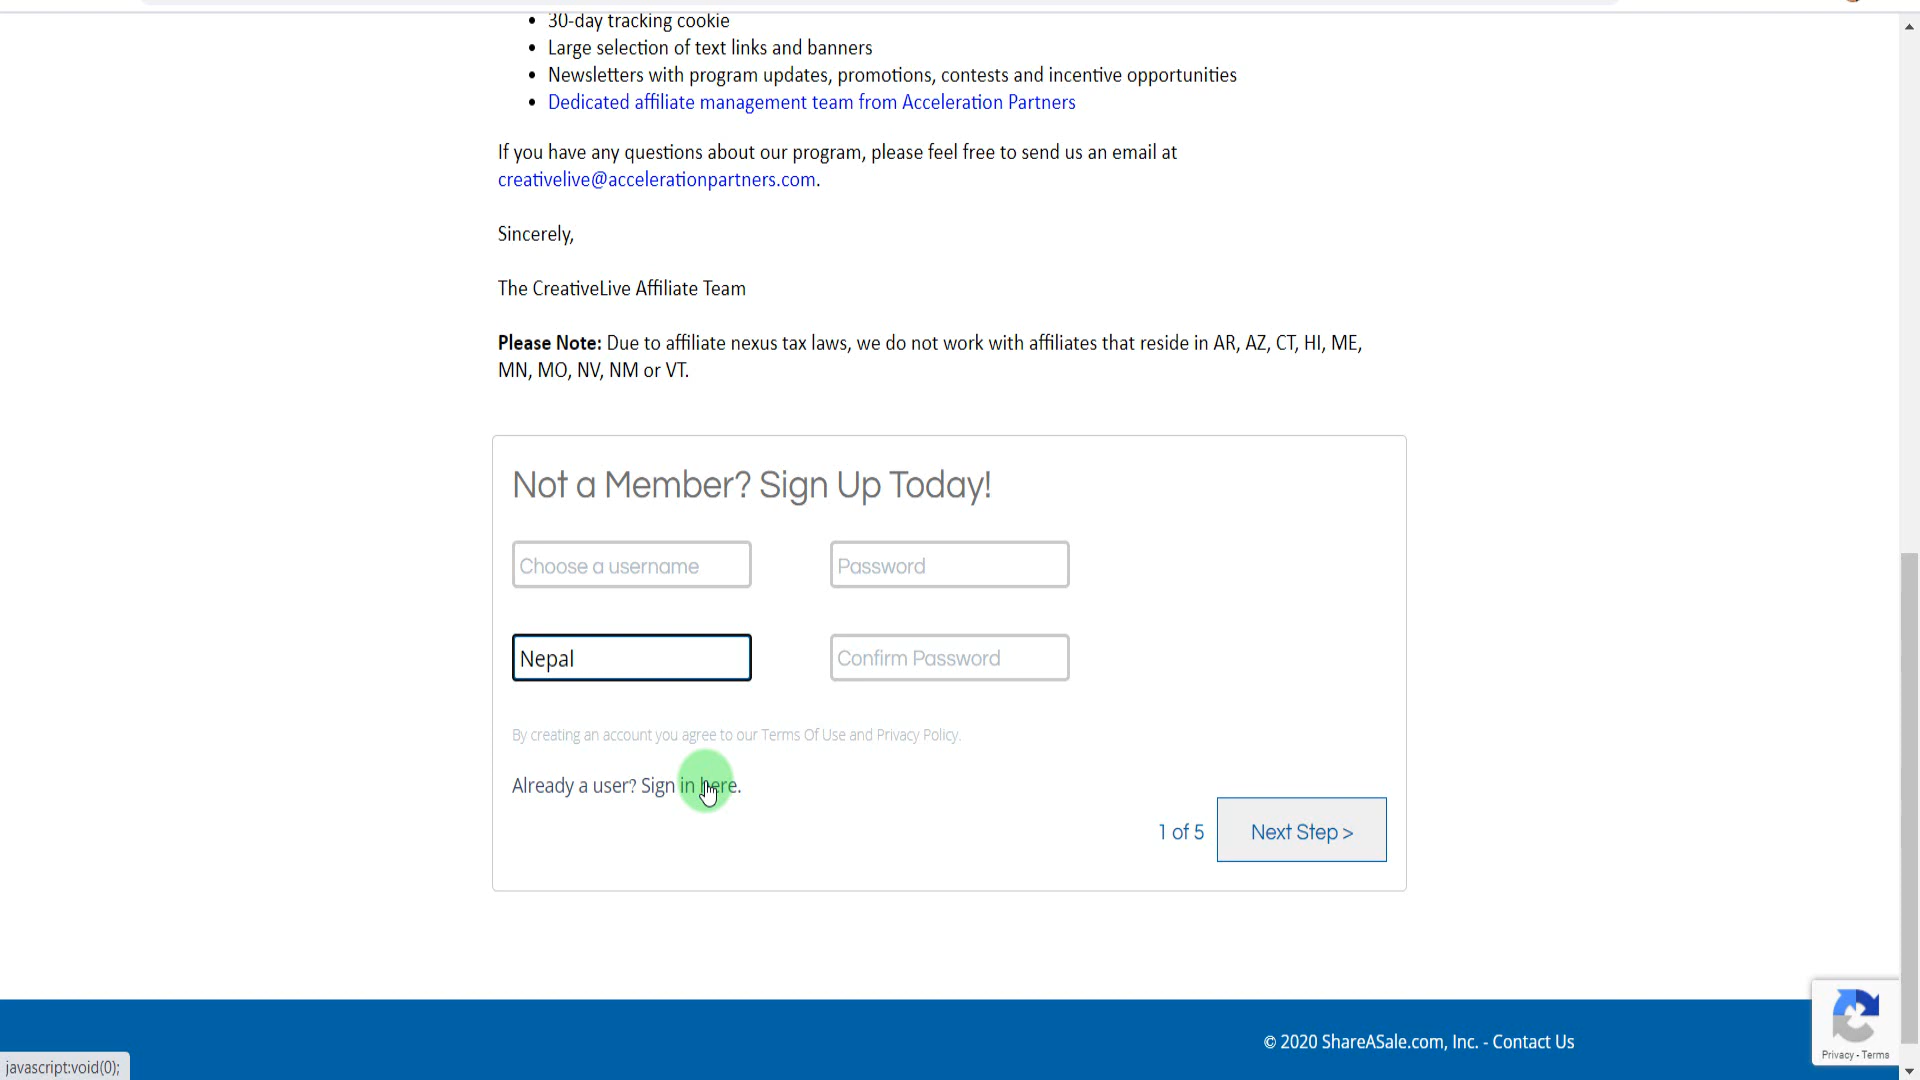 30-day tracking cookie
Large selection of text links and banners
Newsletters with program updates, promotions, contests and incentive opportunities
Dedicated affiliate management team from Acceleration Partners
If you have any questions about our program, please feel free to send us an email at
creativelive@accelerationpartners.com.
Sincerely,
The CreativeLive Affiliate Team
Please Note: Due to affiliate nexus tax laws, we do not work with affiliates that reside in AR, AZ, CT, HI, ME,
MN, MO, NV, NM or VT.
Not a Member? Sign Up Today!
Choose a username
Password
Nepal
Confirm Password
By creating an account you agree to our Terms Of Use and Privacy Policy.
Already a user? Sign in here.
1 of 5
Next Step >
© 2020 ShareASale.com, Inc. - Contact Us
Privacy - Terms
javascript:void(0);